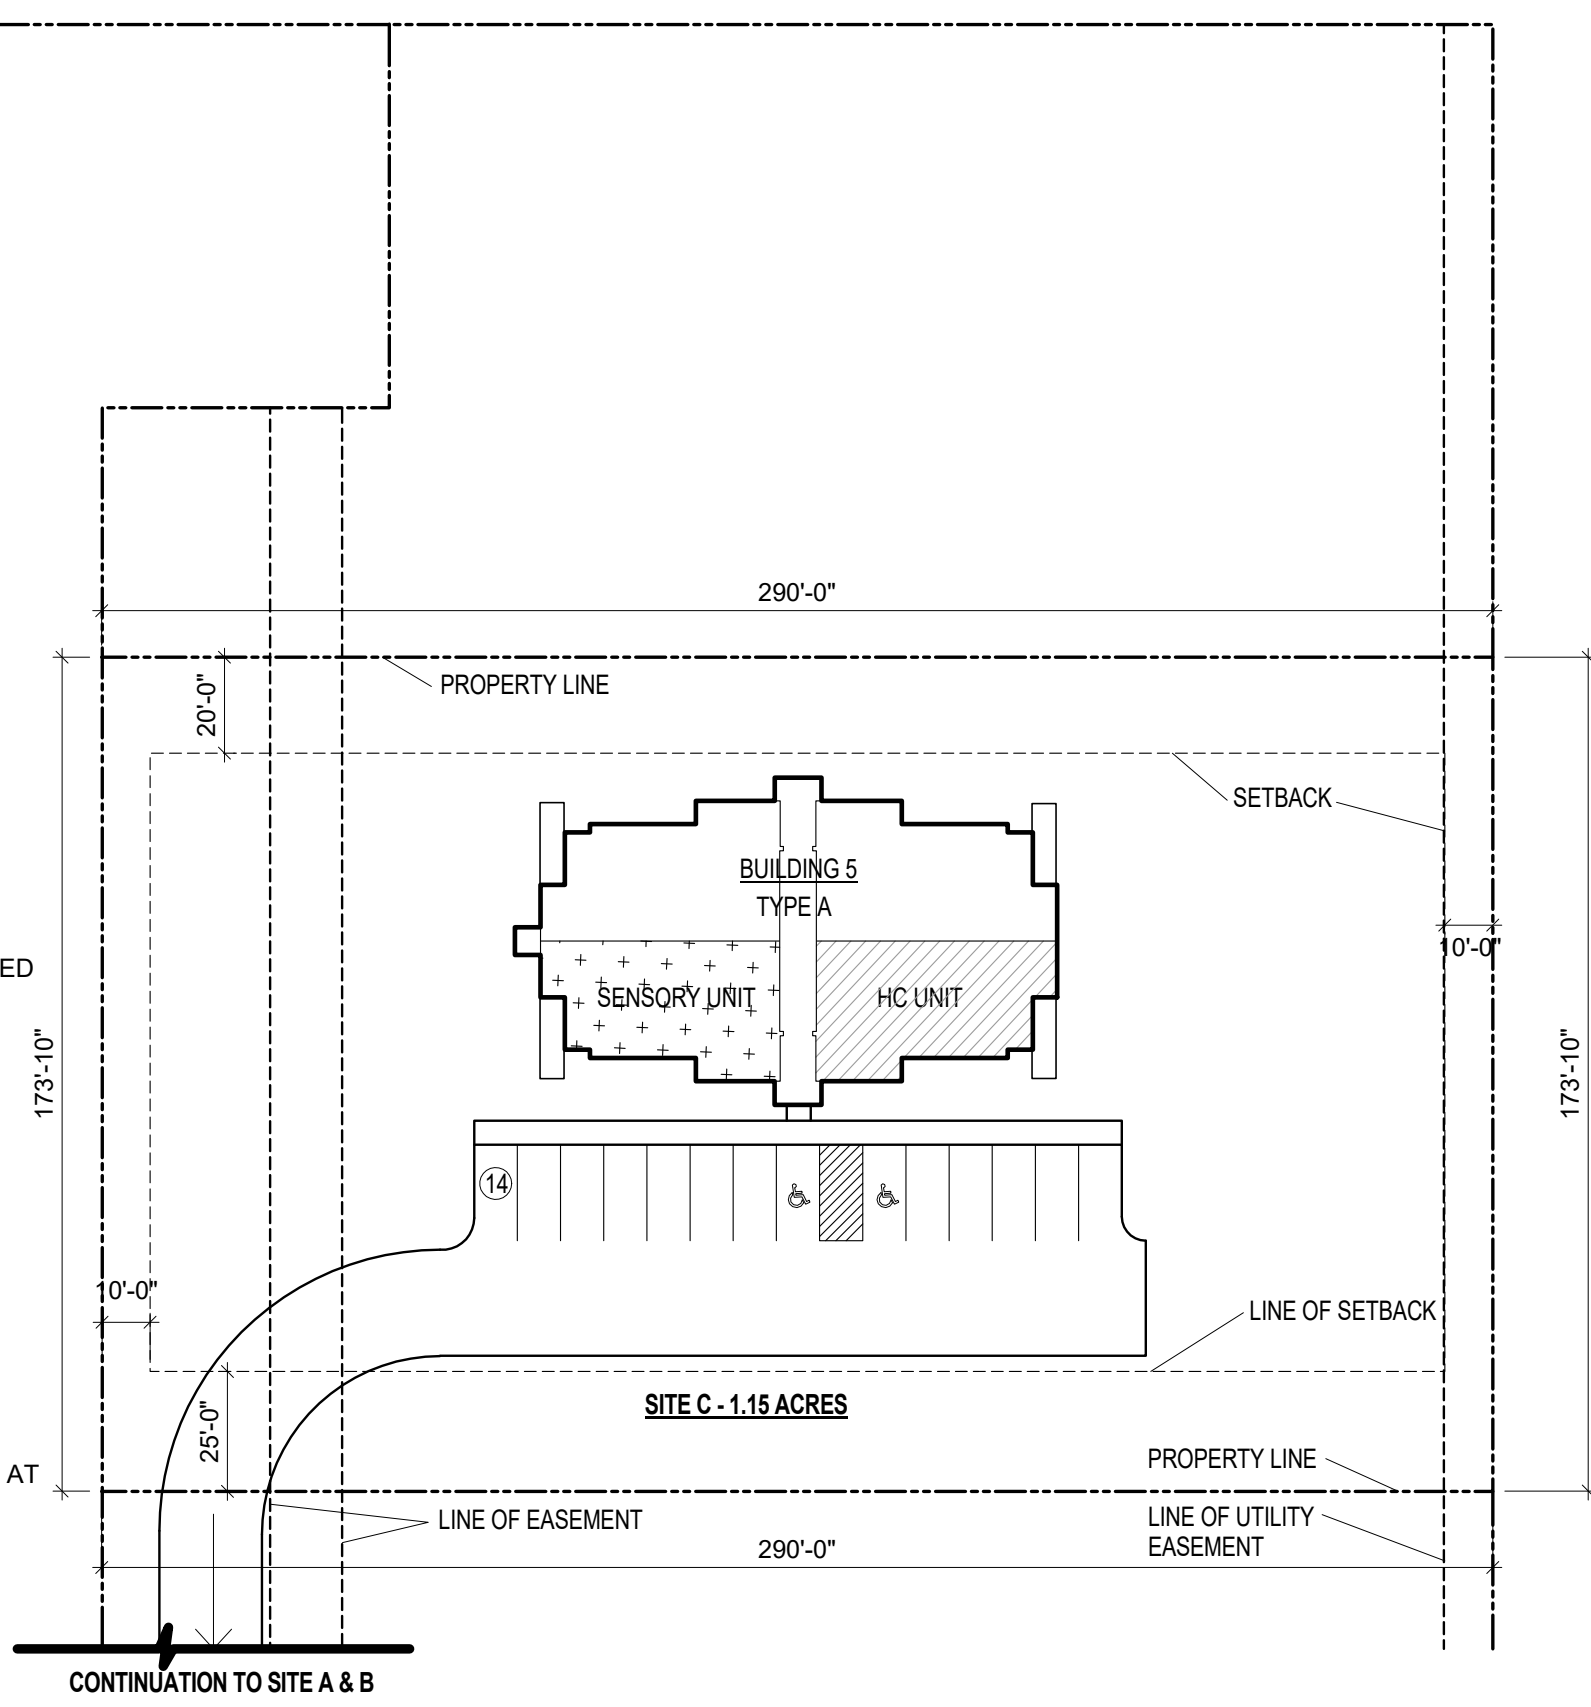 290'-0"
PROPERTY LINE
20'-0"
SETBACK
BUILDING 5
TYPE A
10'-0"
ED
SENSORY UNIT
HC UNIT
173'-10"
173'-10"
14
10'-0"
LINE OF SETBACK
SITE C - 1.15 ACRES
25'-0"
PROPERTY LINE
AT
LINE OF EASEMENT
LINE OF UTILITY
EASEMENT
290'-0"
CONTINUATION TO SITE A & B